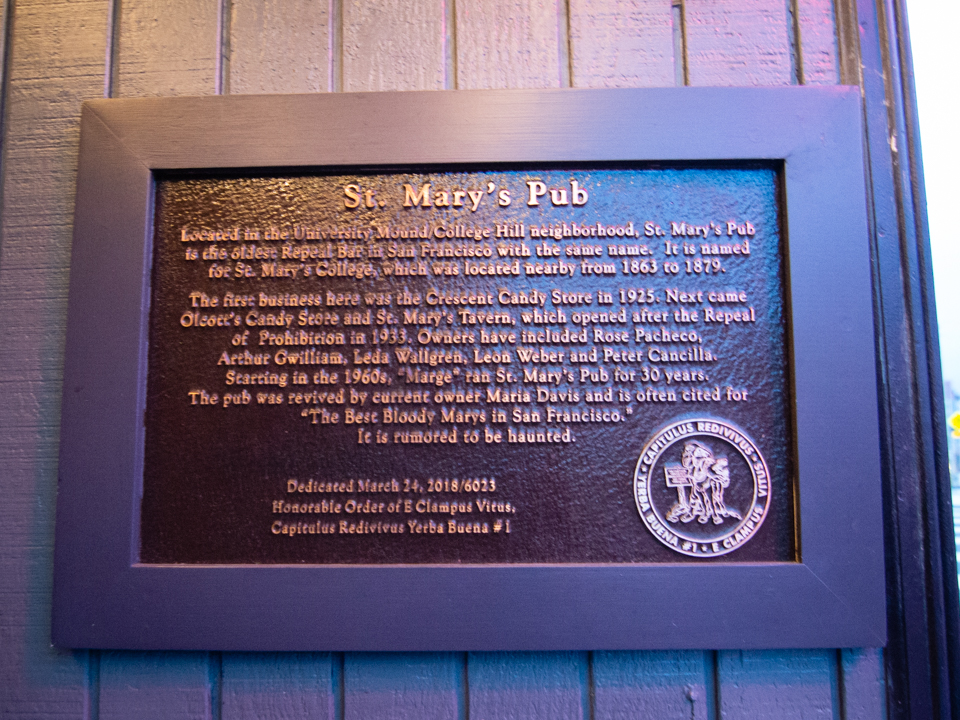 St. Mary's Pub
Located in the University Mound/College Hill neighborhood, St. Mary's Pub
is the oldest Repeal Bar in San Francisco with the same name. It is named
for St. Mary's College, which was located nearby from 1863 to 1879.
The first business here was the Crescent Candy Store in 1925. Next came
Olcott's Candy Store and St. Mary's Tavern, which opened after the Repeal
of Prohibition in 1933. Owners have included Rose Pacheco,
Arthur Gwilliam, Leda Wallgren, Leon Weber and Peter Cancilla.
Starting in the 1960s, "Marge" ran St. Mary's Pub for 30 years.
The pub was revived by current owner Maria Davis and is often cited for
"The Best Bloody Marys in San Francisco."
It is rumored to be haunted.
Dedicated March 24, 2018/6023
Honorable Order of E Clampus Vitus,
Capitulus Redivivus Yerba Buena #1
CAPITULUS REDIVIVUS • YERBA BUENA #1 • E CLAMPUS VITUS •